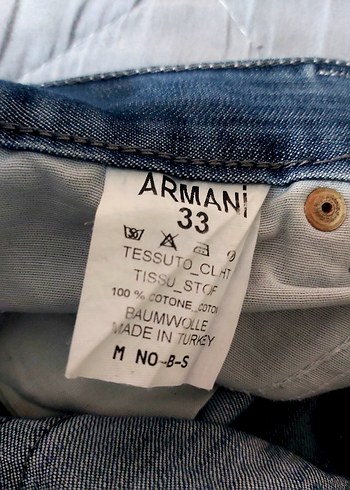 ARMANi
33
TESSUTO_CLHT
TISSU_STOF
100 % COTONE_COTO
BAUMWOLLE
MADE IN TURKEY
M NO-B-S